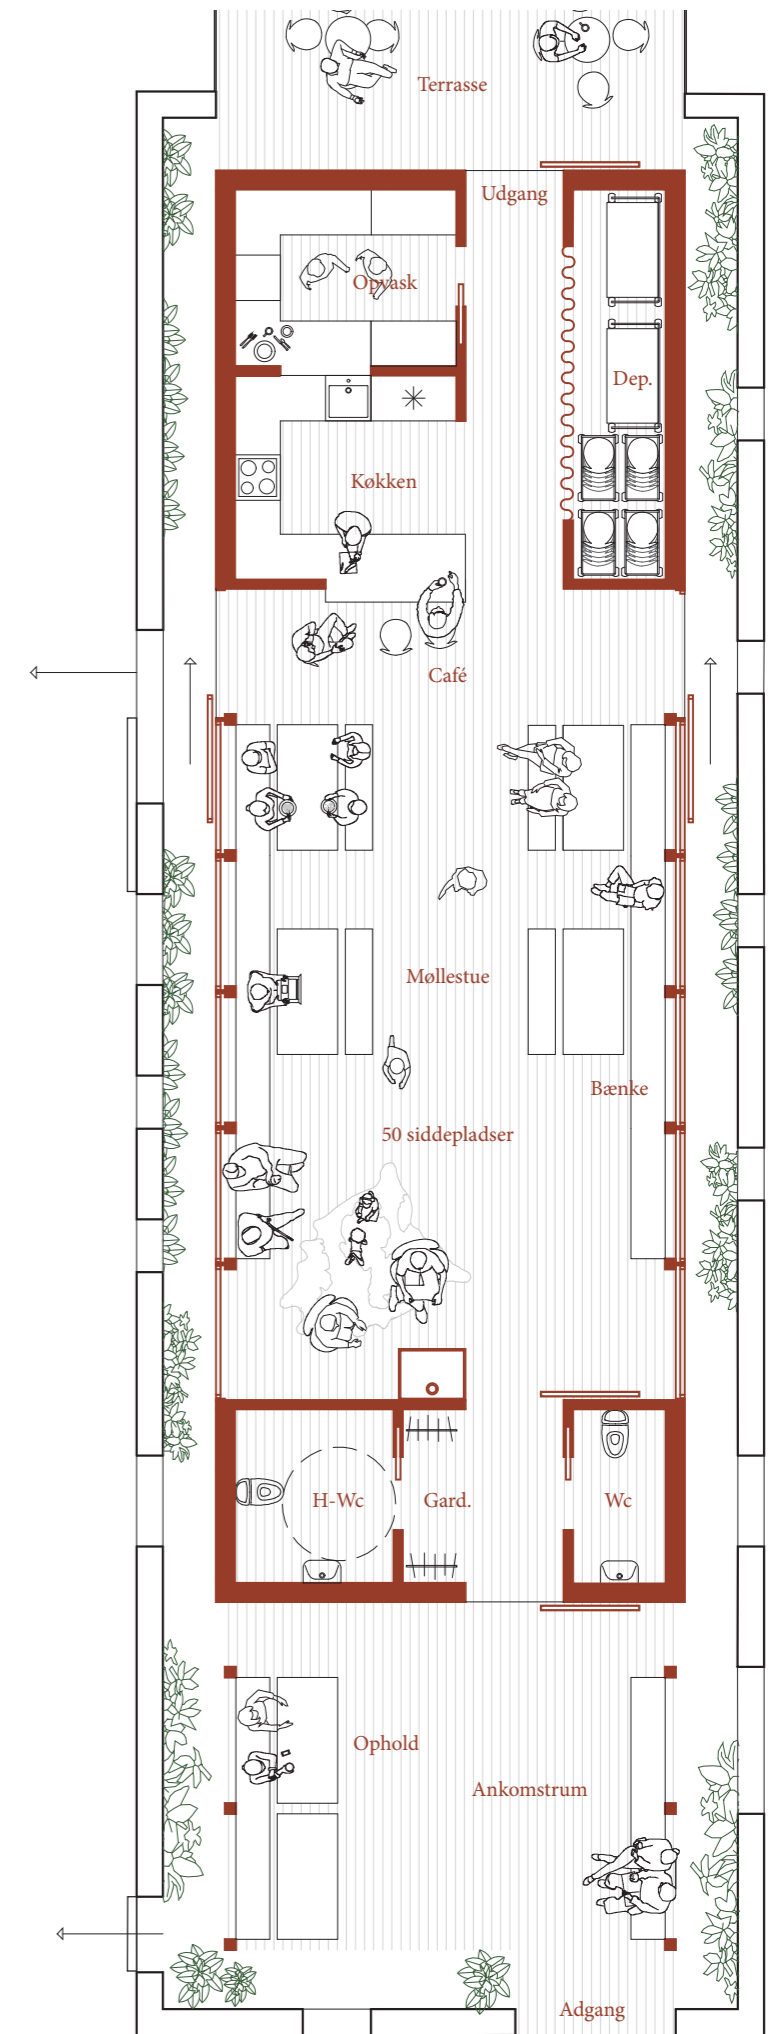 Terrasse
Udgang
Opvask
Dep.
Køkken
Café
Møllestue
Bænke
50 siddepladser
H-Wc
Gard.
Wc
Ophold
Ankomstrum
Adgang